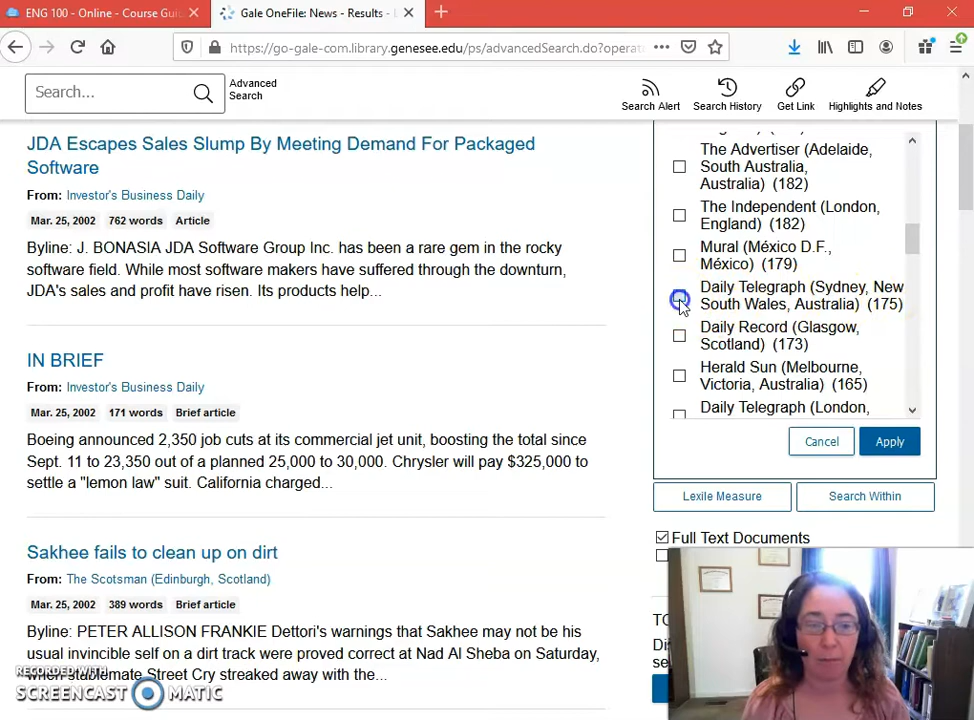 ENG 100 - Online - Course Gui
Gale OneFile: News - Results - L
https://go-gale-com.library.genesee.edu/ps/advancedSearch.do?operat
Search...
Advanced
Search
Search Alert
Search History
Get Link
Highlights and Notes
JDA Escapes Sales Slump By Meeting Demand For Packaged
Software
From: Investor's Business Daily
Mar. 25, 2002 762 words Article
Byline: J. BONASIA JDA Software Group Inc. has been a rare gem in the rocky
software field. While most software makers have suffered through the downturn,
JDA's sales and profit have risen. Its products help...
IN BRIEF
From: Investor's Business Daily
Mar. 25, 2002 171 words Brief article
Boeing announced 2,350 job cuts at its commercial jet unit, boosting the total since
Sept. 11 to 23,350 out of a planned 25,000 to 30,000. Chrysler will pay $325,000 to
settle a "lemon law" suit. California charged...
Sakhee fails to clean up on dirt
From: The Scotsman (Edinburgh, Scotland)
Mar. 25, 2002 389 words Brief article
Byline: PETER ALLISON FRANKIE Dettori's warnings that Sakhee may not be his
usual invincible self on a dirt track were proved correct at Nad Al Sheba on Saturday,
when stablemate Street Cry streaked away with the...
The Advertiser (Adelaide,
South Australia,
Australia) (182)
The Independent (London,
England) (182)
Mural (México D.F.,
México) (179)
Daily Telegraph (Sydney, New
South Wales, Australia) (175)
Daily Record (Glasgow,
Scotland) (173)
Herald Sun (Melbourne,
Victoria, Australia) (165)
Daily Telegraph (London,
Cancel
Apply
Lexile Measure
Search Within
Full Text Documents
RECORDED WITH
SCREENCAST MATIC